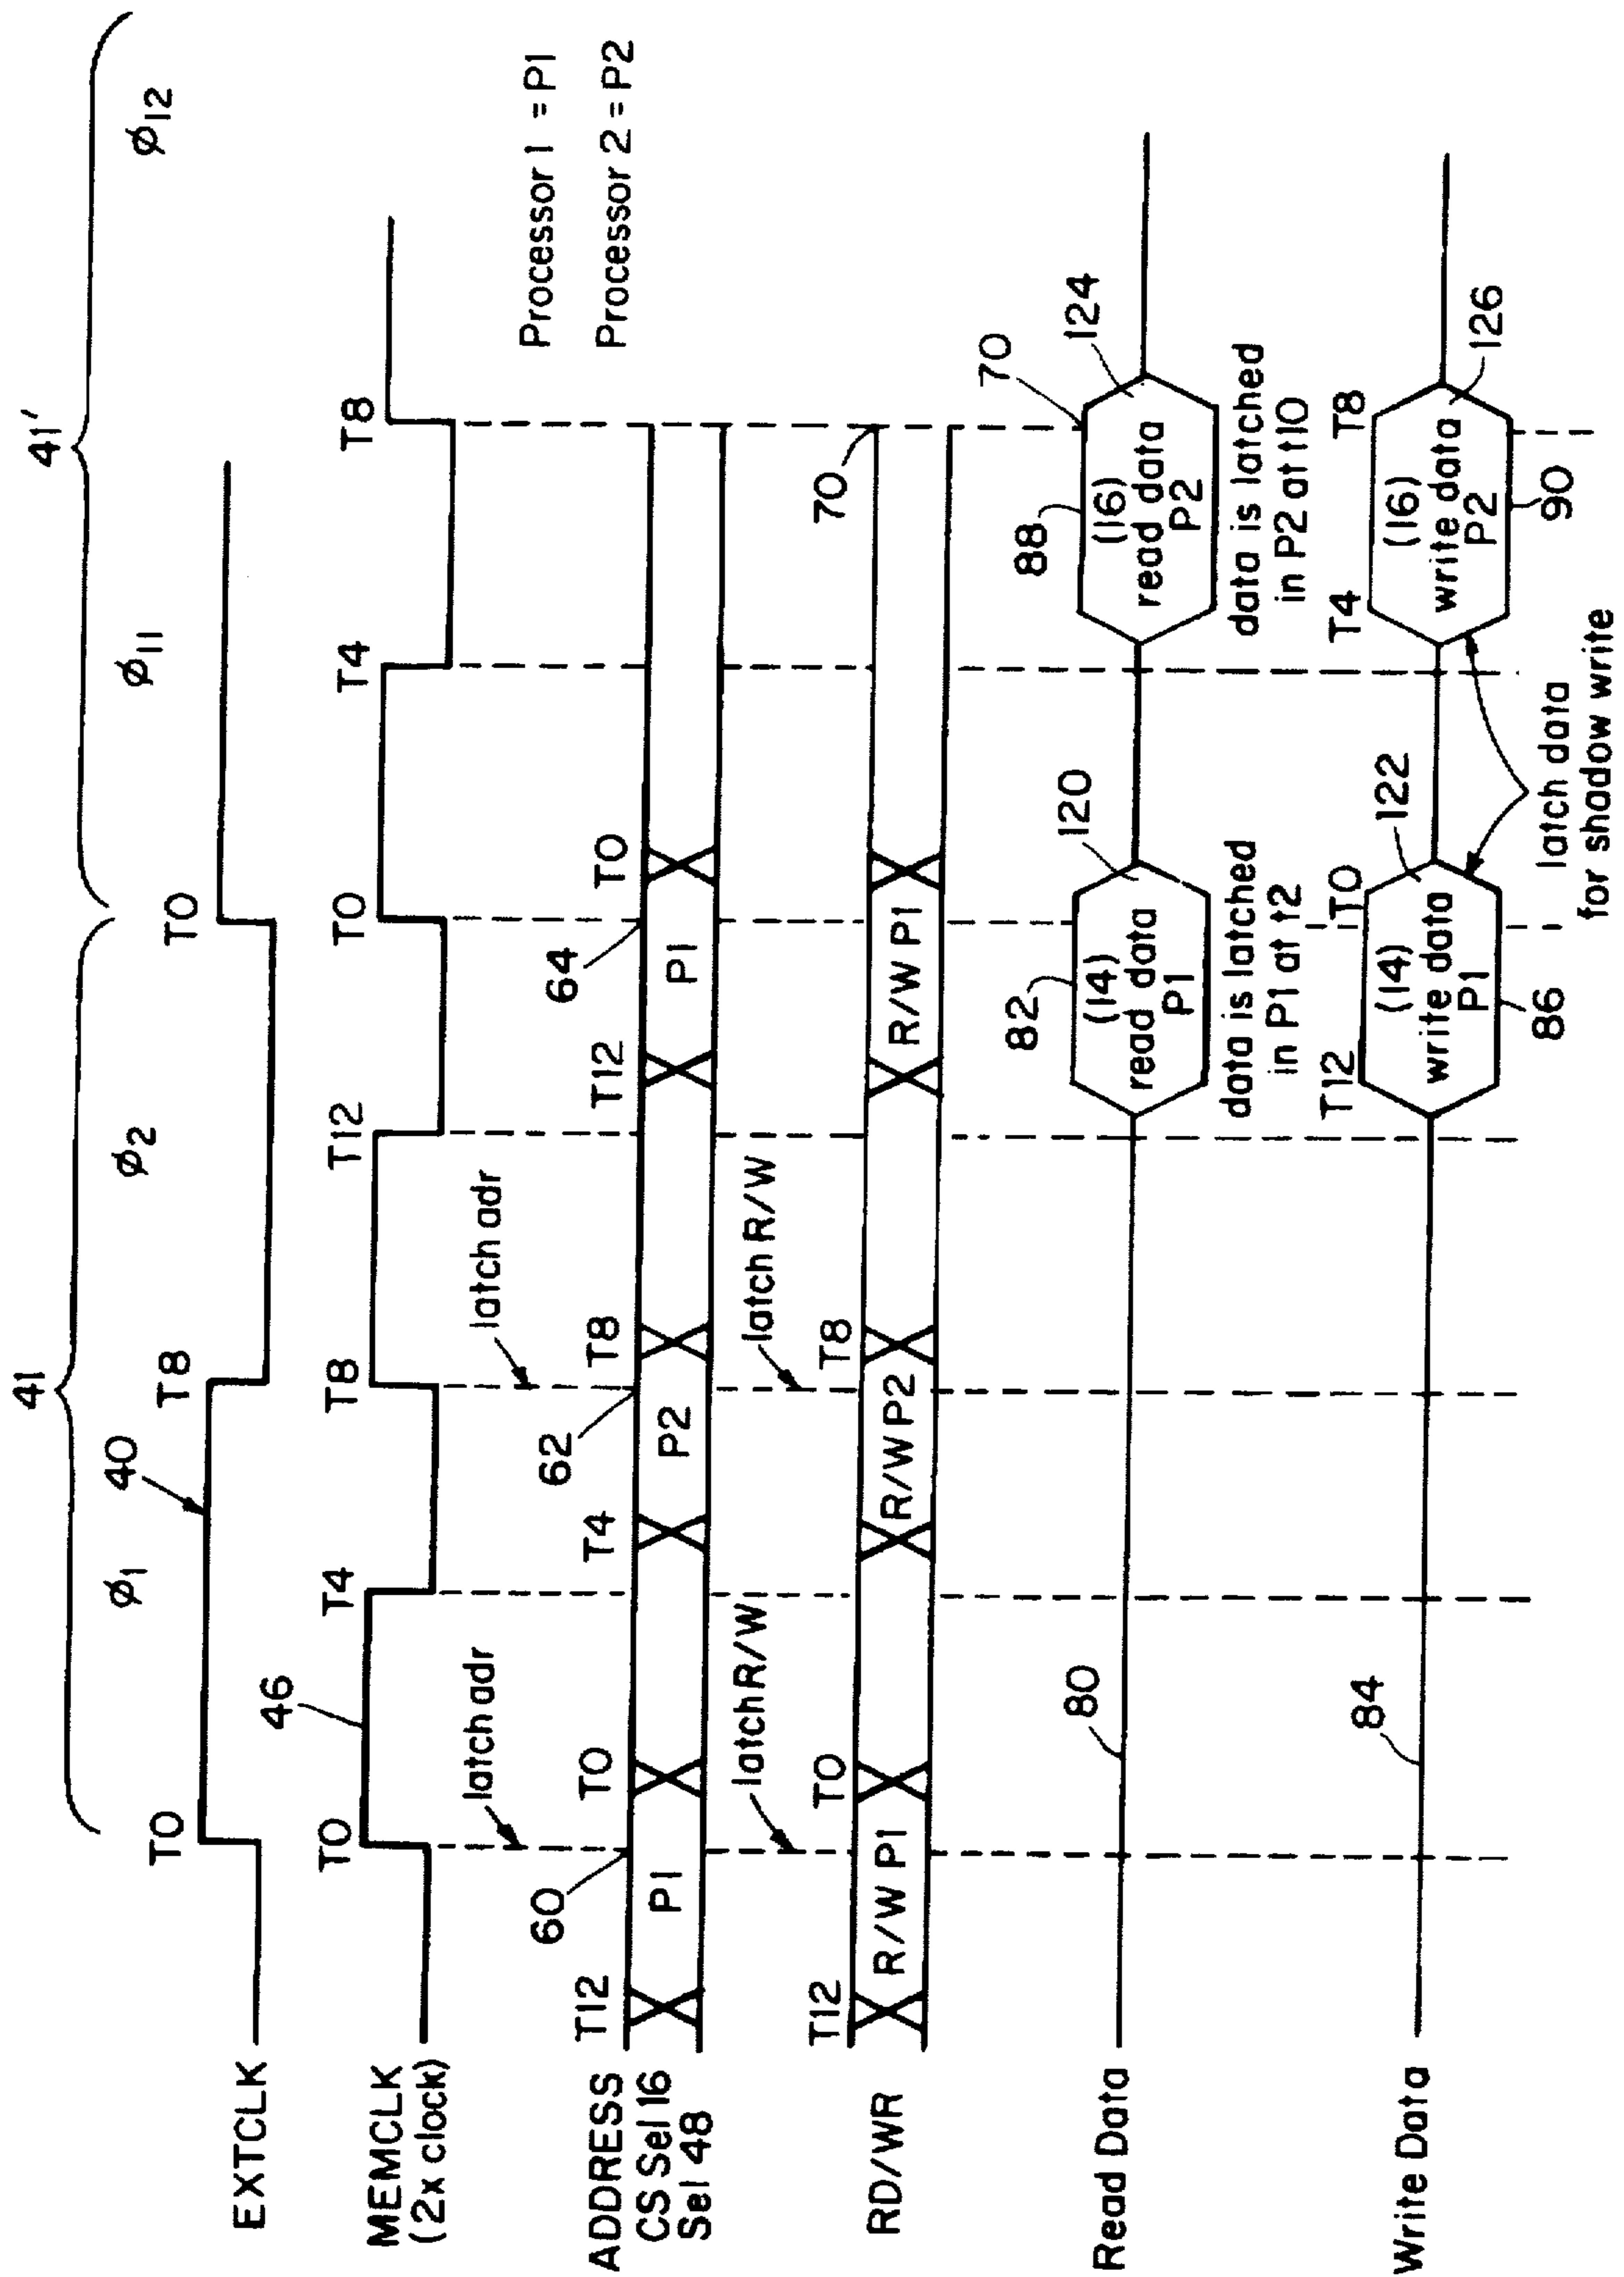 41
41'
ø1
ø2
ø11
ø12
EXTCLK
T0
40
T8
T0
MEMCLK
(2x clock)
T0
46
T4
T8
T12
T0
T4
T8
latch adr
latch adr
Processor 1 = P1
Processor 2 = P2
ADDRESS
CS Sel 16
Sel 48
T12
60
P1
T0
T4
62
P2
T8
T12
64
P1
T0
latch R/W
latch R/W
RD/WR
T12
R/W P1
T0
R/W P2
T8
R/W P1
70
Read Data
80
82
(14)
read data
P1
120
88
(16)
read data
P2
70
124
data is latched
in P1 at t2
data is latched
in P2 at t10
Write Data
84
T12
(14)
write data
P1
T0
122
86
T4
(16)
write data
P2
T8
126
90
latch data
for shadow write